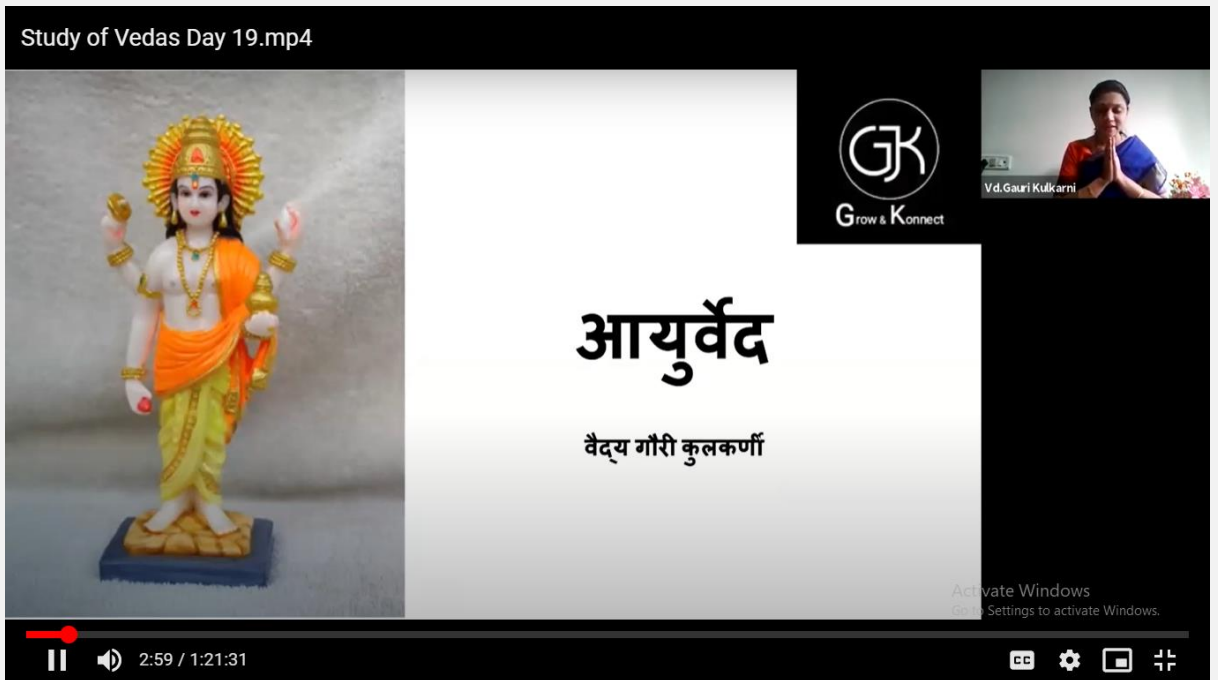 Study of Vedas Day 19.mp4
GK
Grow & Konnect
Vd.Gauri Kulkarni
आयुर्वेद
वैद्य गौरी कुलकर्णी
Activate Windows
Go to Settings to activate Windows.
2:59 / 1:21:31
CC